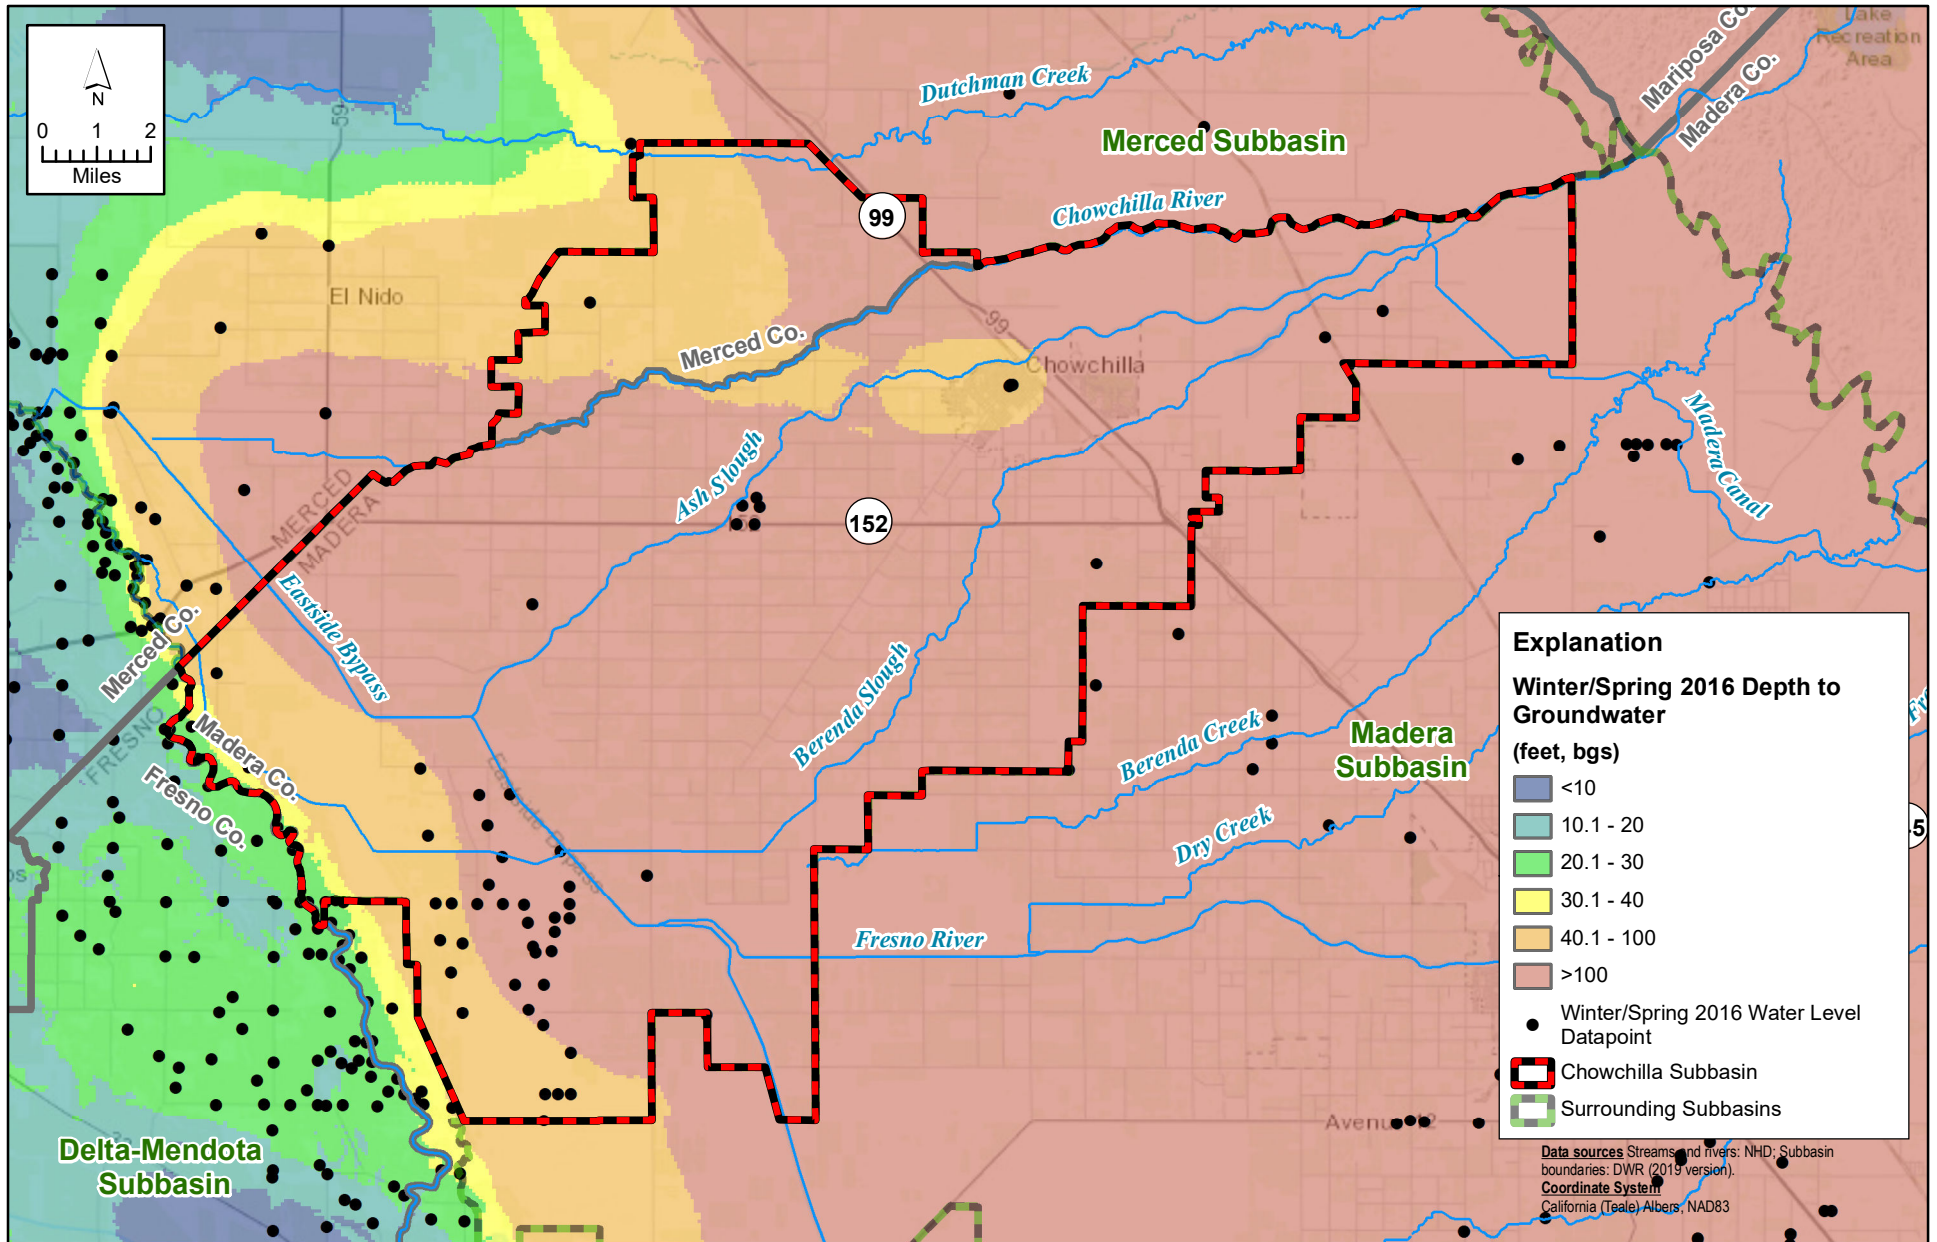 N
0 1 2
Miles
59
Dutchman Creek
Merced Subbasin
Mariposa Co.
Madera Co.
Lake
Recreation
Area
99
Chowchilla River
El Nido
Merced Co.
99
Chowchilla
Ash Slough
152
MERCED
MADERA
Madera Canal
Eastside Bypass
Merced Co.
FRESNO
Madera Co.
Fresno Co.
Berenda Slough
Eastside Bypass
Berenda Creek
Madera
Subbasin
Dry Creek
Fresno River
Avenue 12
Delta-Mendota
Subbasin
Explanation
Winter/Spring 2016 Depth to
Groundwater
(feet, bgs)
<10
10.1 - 20
20.1 - 30
30.1 - 40
40.1 - 100
>100
Winter/Spring 2016 Water Level
Datapoint
Chowchilla Subbasin
Surrounding Subbasins
Data sources Streams and rivers: NHD; Subbasin
boundaries: DWR (2019 version).
Coordinate System
California (Teale) Albers, NAD83